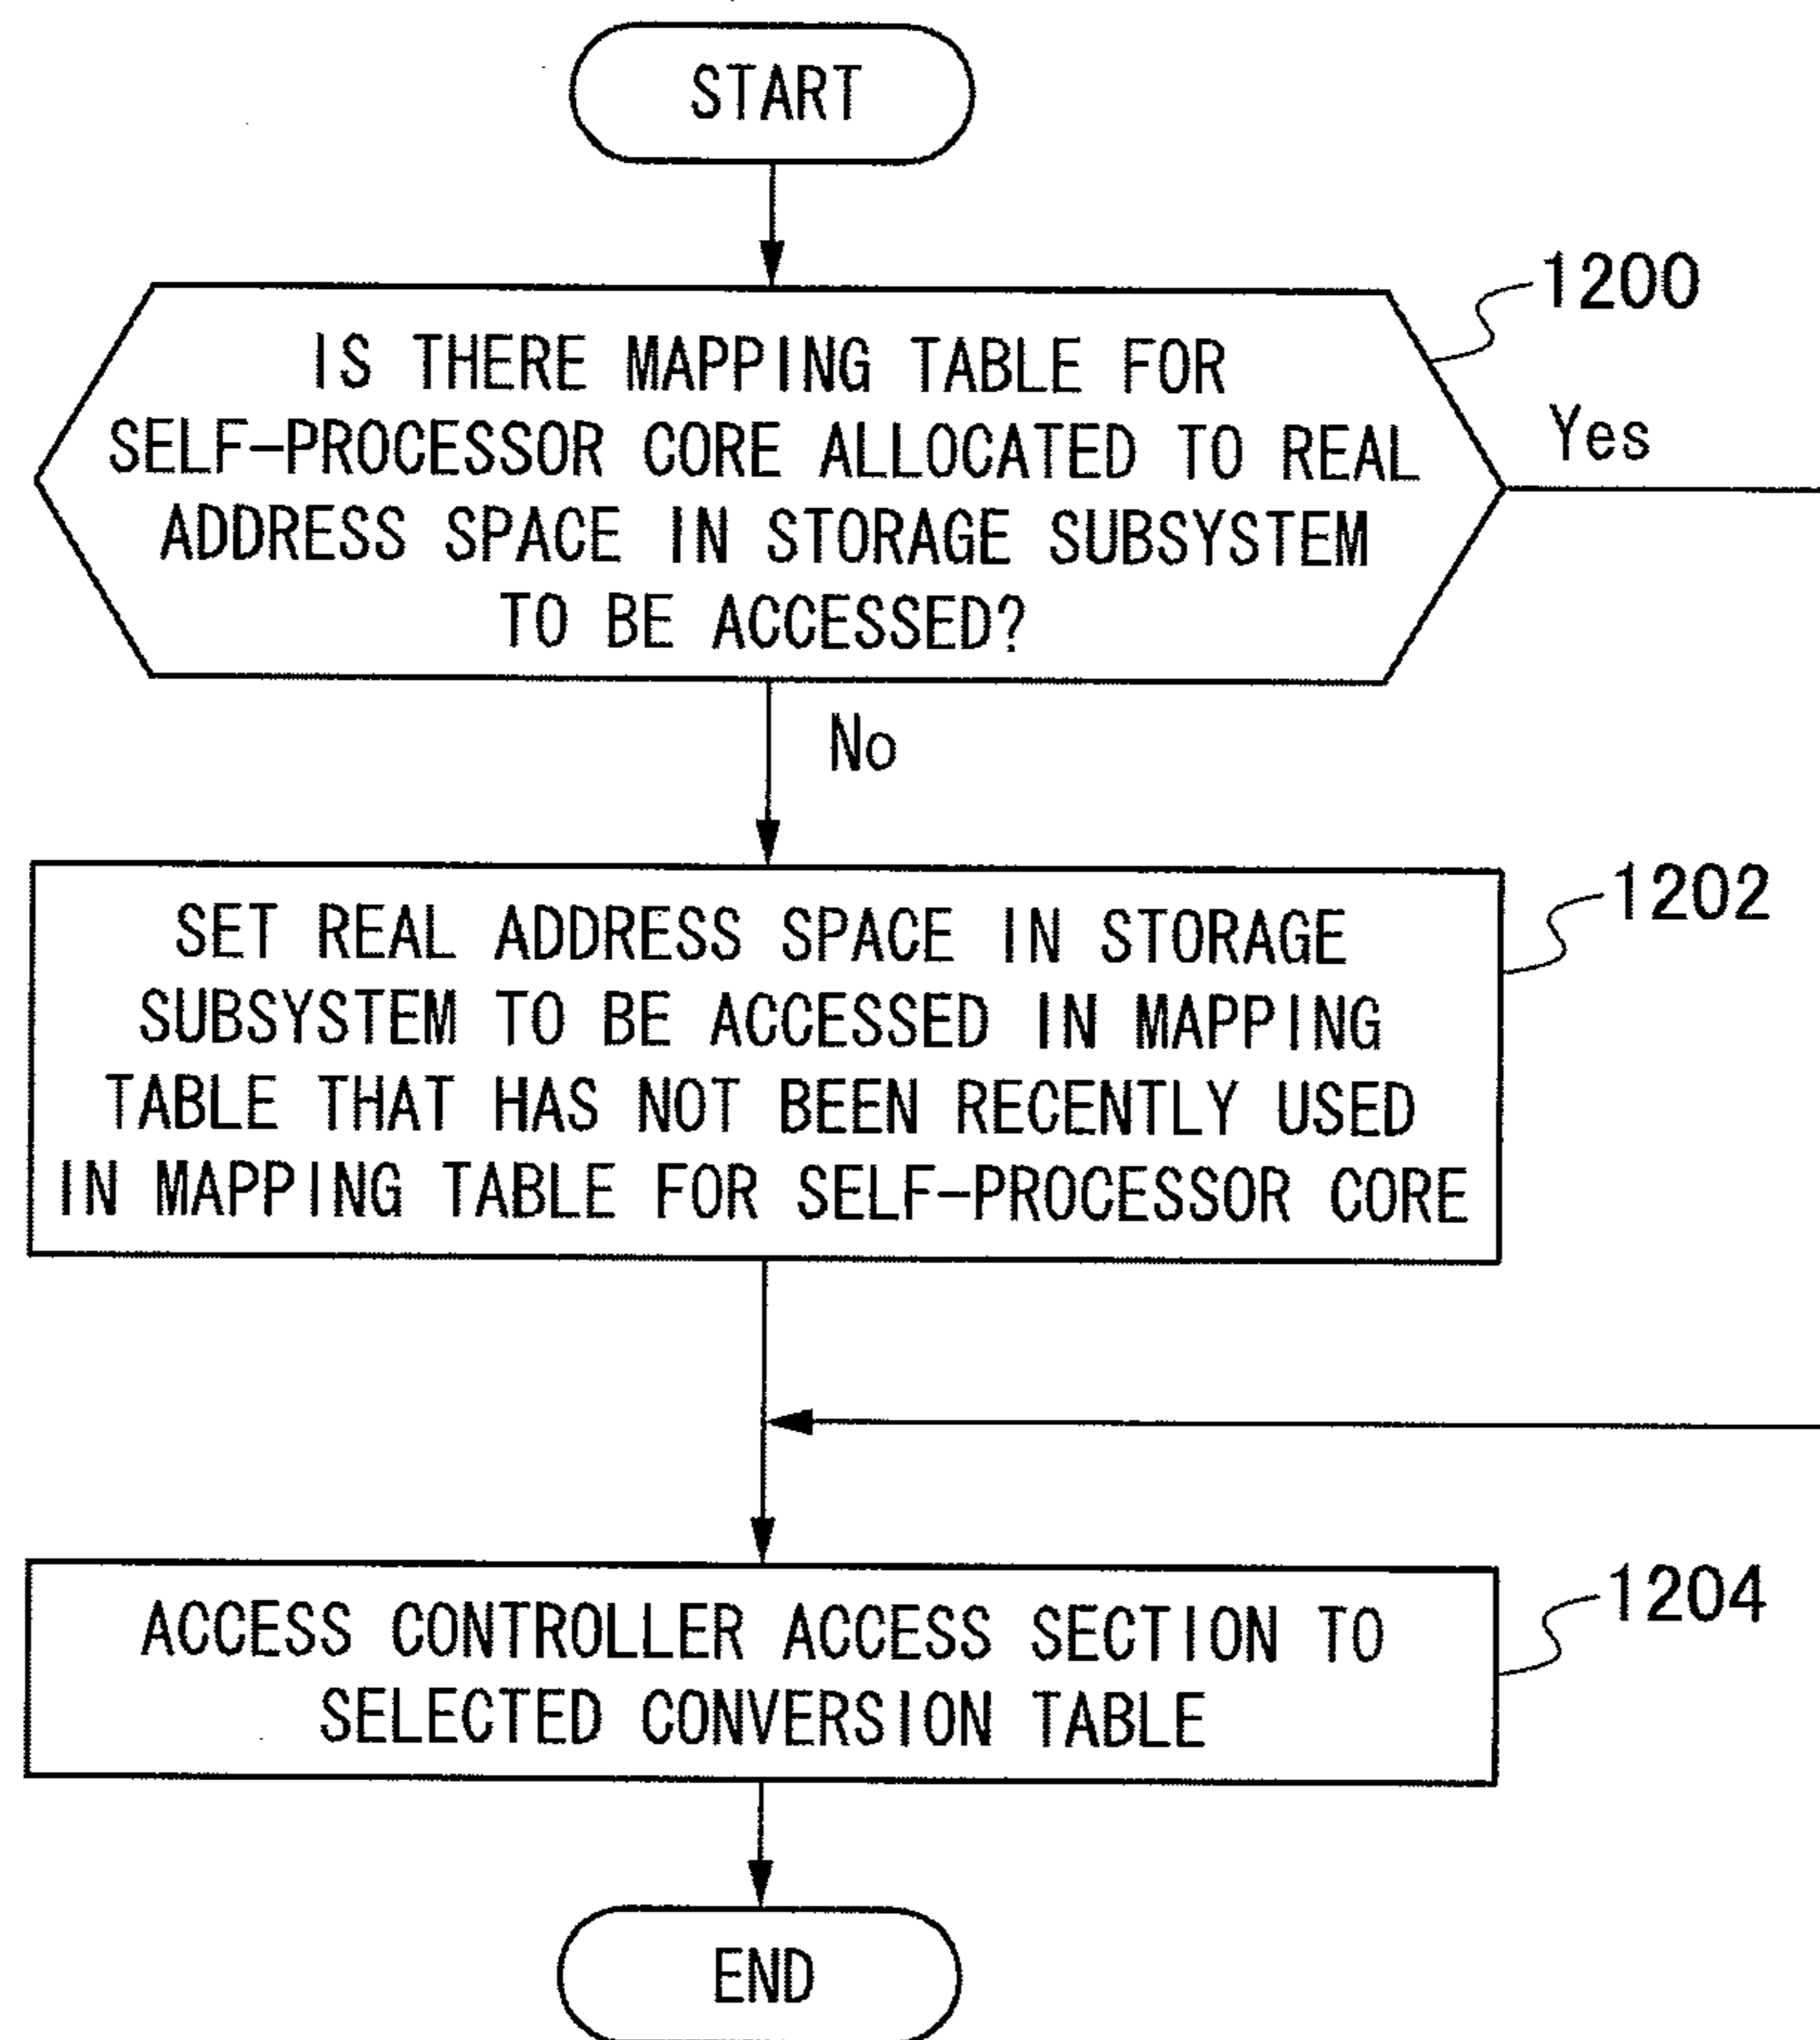 START
1200
IS THERE MAPPING TABLE FOR
SELF-PROCESSOR CORE ALLOCATED TO REAL
ADDRESS SPACE IN STORAGE SUBSYSTEM
TO BE ACCESSED?
Yes
No
1202
SET REAL ADDRESS SPACE IN STORAGE
SUBSYSTEM TO BE ACCESSED IN MAPPING
TABLE THAT HAS NOT BEEN RECENTLY USED
IN MAPPING TABLE FOR SELF-PROCESSOR CORE
1204
ACCESS CONTROLLER ACCESS SECTION TO
SELECTED CONVERSION TABLE
END